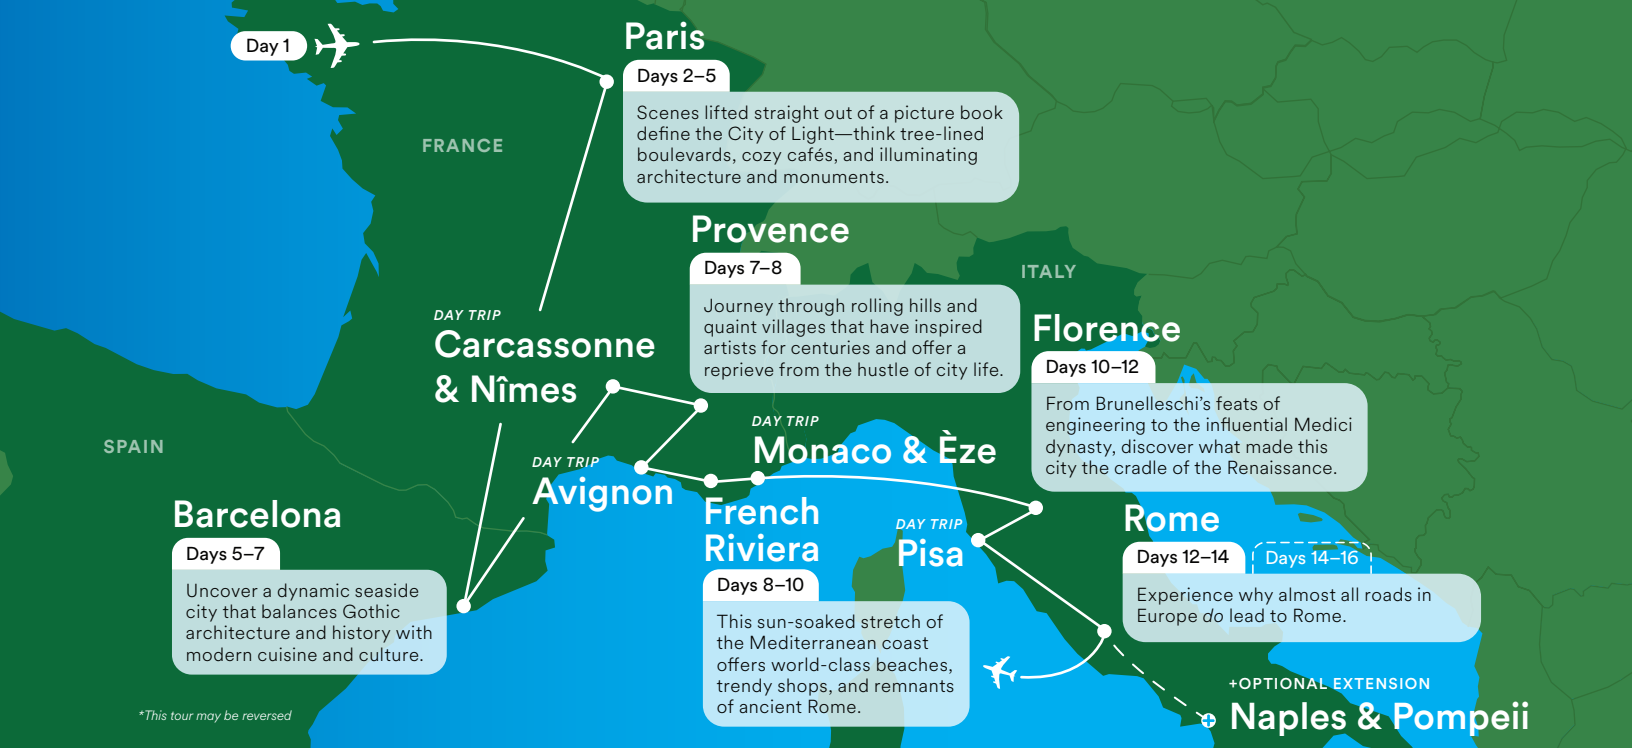 Day 1
Paris
Days 2–5
Scenes lifted straight out of a picture book
define the City of Light—think tree-lined
boulevards, cozy cafés, and illuminating
architecture and monuments.
FRANCE
Provence
Days 7–8
Journey through rolling hills and
quaint villages that have inspired
artists for centuries and offer a
reprieve from the hustle of city life.
ITALY
DAY TRIP
Carcassonne
& Nîmes
Florence
Days 10–12
From Brunelleschi’s feats of
engineering to the influential Medici
dynasty, discover what made this
city the cradle of the Renaissance.
DAY TRIP
Monaco & Èze
SPAIN
DAY TRIP
Avignon
Barcelona
Days 5–7
Uncover a dynamic seaside
city that balances Gothic
architecture and history with
modern cuisine and culture.
French
Riviera
Days 8–10
This sun-soaked stretch of
the Mediterranean coast
offers world-class beaches,
trendy shops, and remnants
of ancient Rome.
DAY TRIP
Pisa
Rome
Days 12–14
Days 14–16
Experience why almost all roads in
Europe do lead to Rome.
+OPTIONAL EXTENSION
Naples & Pompeii
*This tour may be reversed